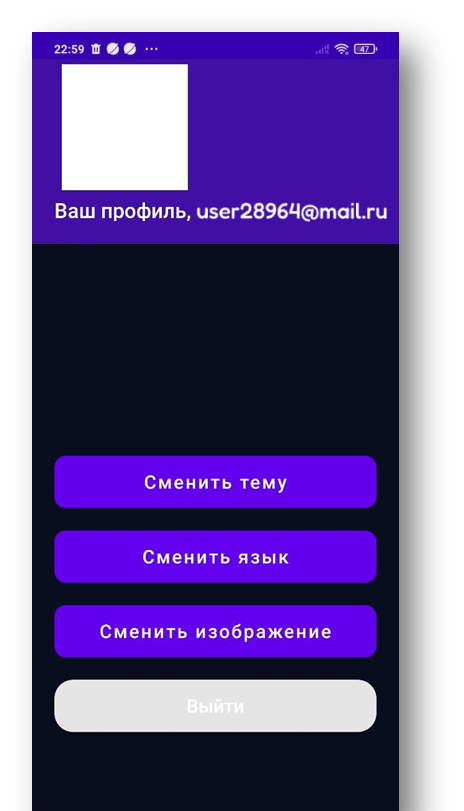 22:59 ... 47
Ваш профиль, user28964@mail.ru
Сменить тему
Сменить язык
Сменить изображение
Выйти